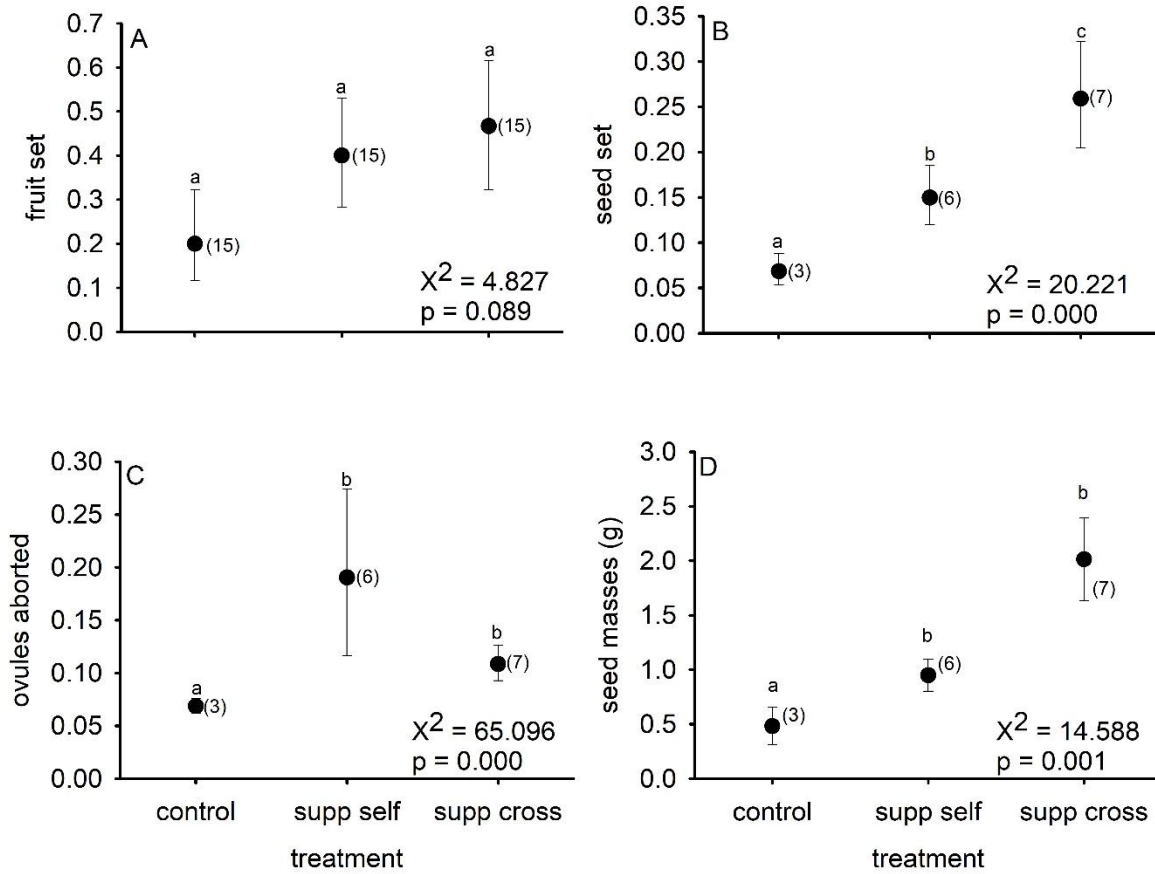 A
fruit set
0.7
0.6
0.5
0.4
0.3
0.2
0.1
0.0
a
a
a
(15)
(15)
(15)
X² = 4.827
p = 0.089
B
seed set
0.35
0.30
0.25
0.20
0.15
0.10
0.05
0.00
a
b
c
(3)
(6)
(7)
X² = 20.221
p = 0.000
C
ovules aborted
0.30
0.25
0.20
0.15
0.10
0.05
0.00
a
b
b
(3)
(6)
(7)
X² = 65.096
p = 0.000
control
supp self
supp cross
treatment
D
seed masses (g)
3.0
2.5
2.0
1.5
1.0
0.5
0.0
a
b
b
(3)
(6)
(7)
X² = 14.588
p = 0.001
control
supp self
supp cross
treatment